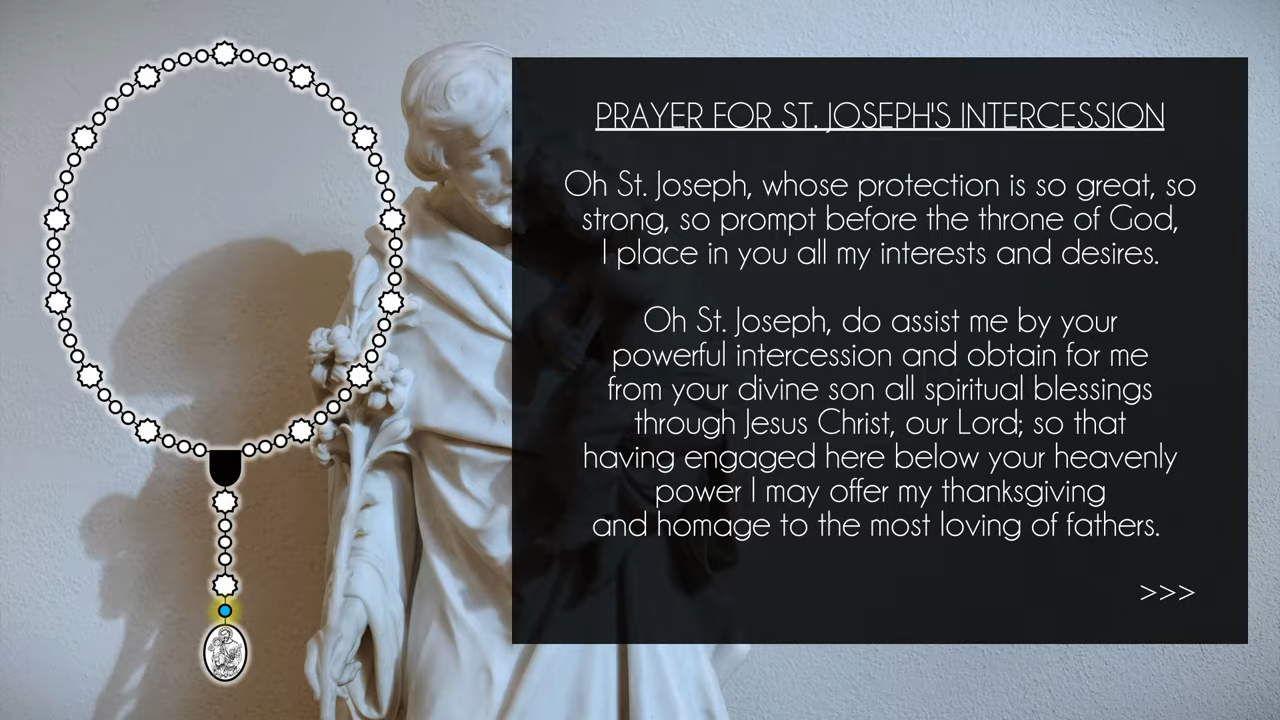 PRAYER FOR ST. JOSEPH'S INTERCESSION
Oh St. Joseph, whose protection is so great, so
strong, so prompt before the throne of God,
I place in you all my interests and desires.
Oh St. Joseph, do assist me by your
powerful intercession and obtain for me
from your divine son all spiritual blessings
through Jesus Christ, our Lord; so that
having engaged here below your heavenly
power I may offer my thanksgiving
and homage to the most loving of fathers.
>>>